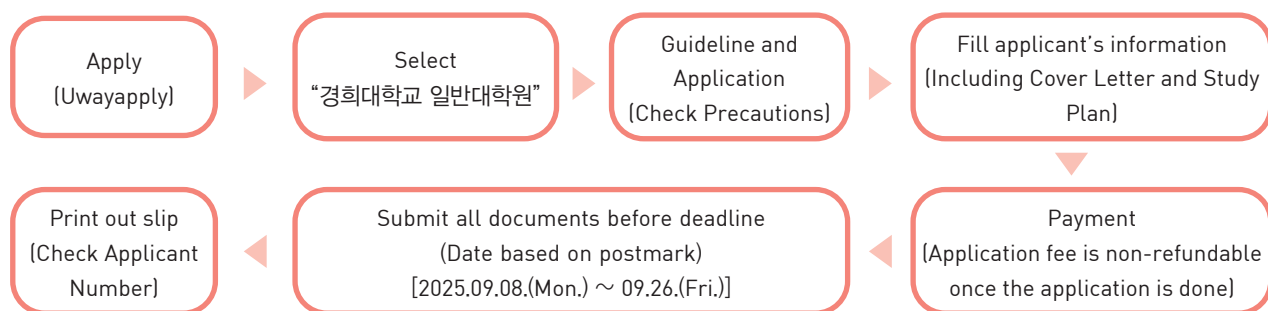 Apply
(Uwayapply)
Select
“경희대학교 일반대학원”
Guideline and
Application
(Check Precautions)
Fill applicant’s information
(Including Cover Letter and Study
Plan)
Payment
(Application fee is non-refundable
once the application is done)
Submit all documents before deadline
(Date based on postmark)
[2025.09.08.(Mon.) ~ 09.26.(Fri.)]
Print out slip
(Check Applicant
Number)